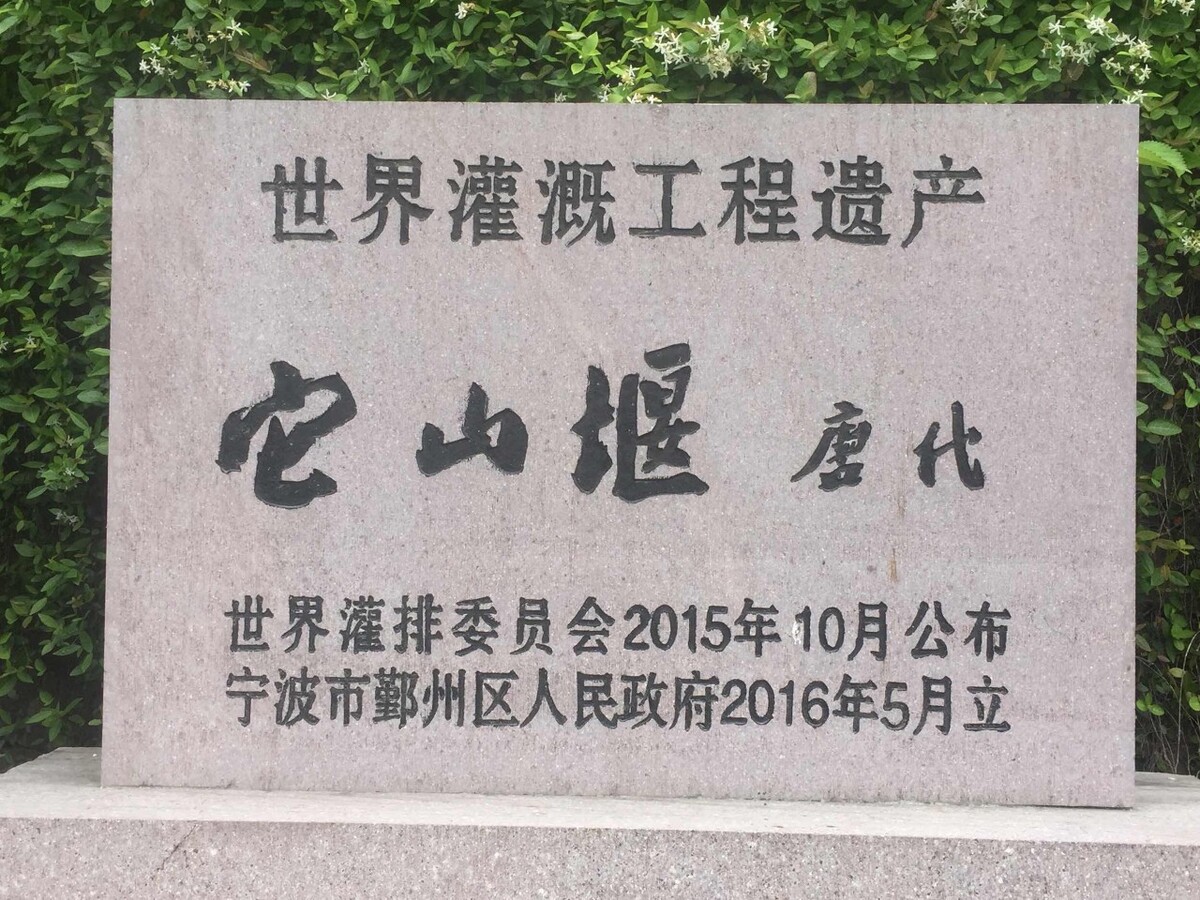 世界灌溉工程遗产
它山堰 唐代
世界灌排委员会2015年10月公布
宁波市鄞州区人民政府2016年5月立